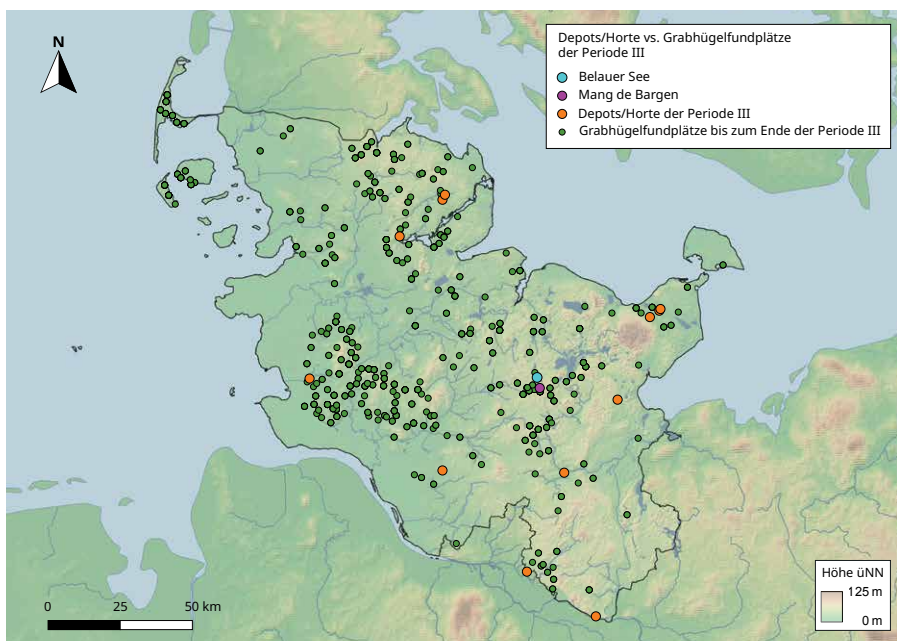 N
Depots/Horte vs. Grabhügelfundplätze
der Periode III
Belauer See
Mang de Bargen
Depots/Horte der Periode III
Grabhügelfundplätze bis zum Ende der Periode III
Höhe üNN
125 m
0 m
0 25 50 km